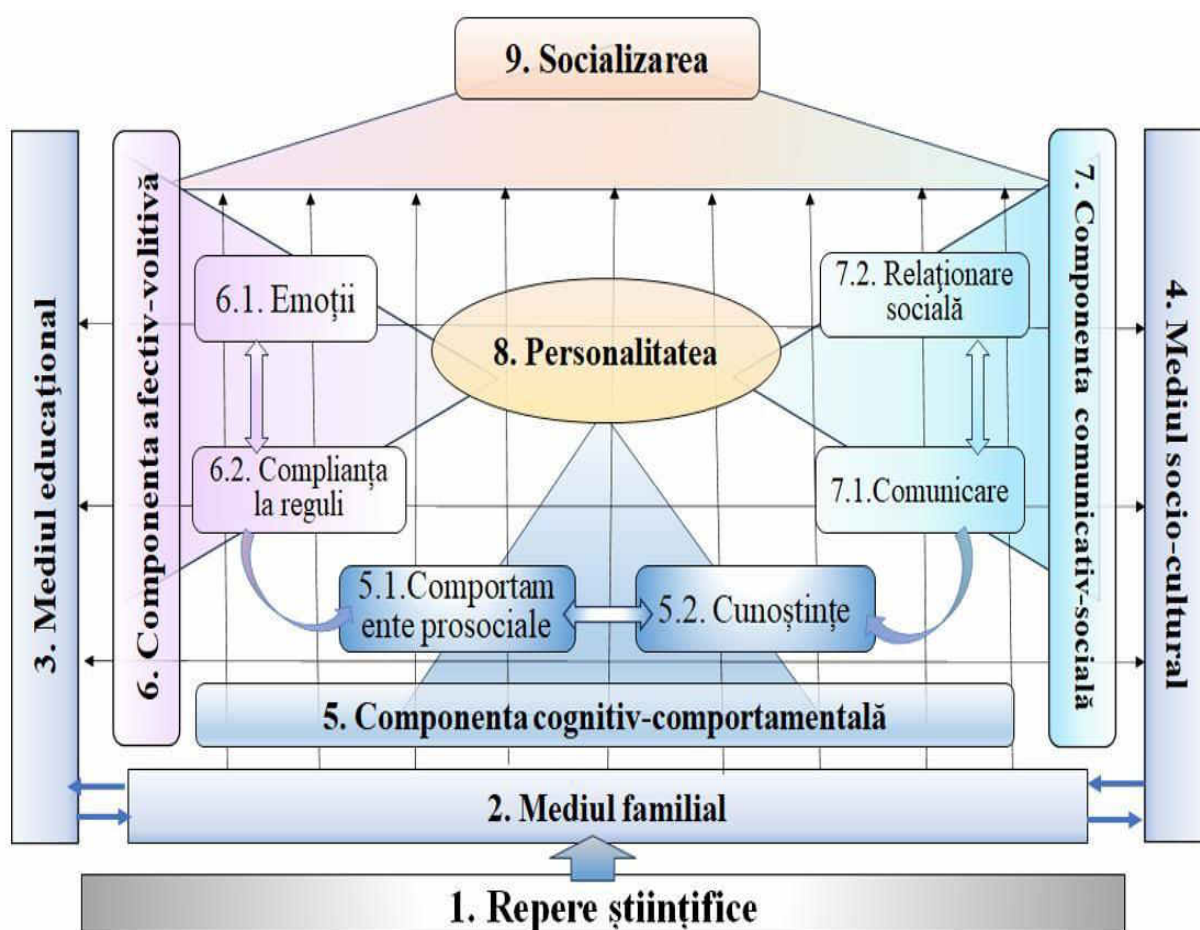 9. Socializarea
3. Mediul educaţional
6. Componenta afectiv-volitivă
6.1. Emoții
6.2. Complianța
la reguli
8. Personalitatea
7.2. Relaţionare
socială
7.1.Comunicare
7. Componenta comunicativ-socială
4. Mediul socio-cultural
5.1.Comportam
ente prosociale
5.2. Cunoștințe
5. Componenta cognitiv-comportamentală
2. Mediul familial
1. Repere științifice